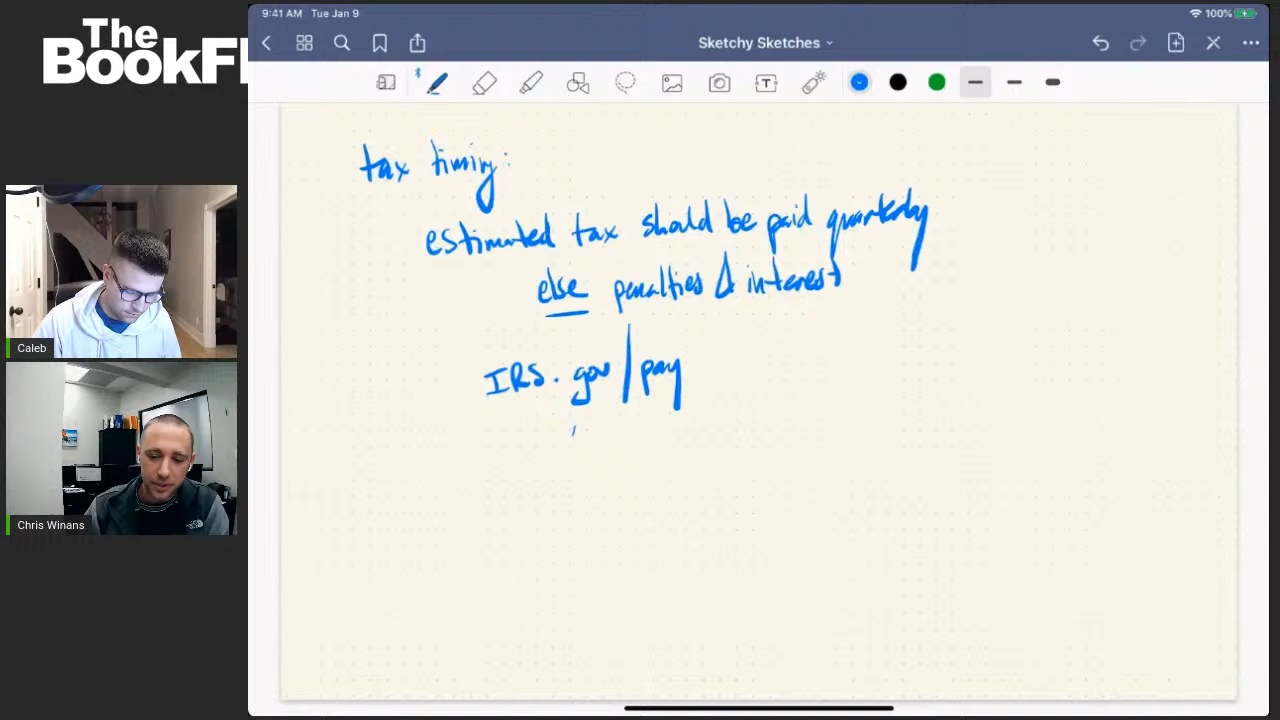 The
BookFl
9:41 AM Tue Jan 9
100%
Sketchy Sketches
T
tax timing:
estimated tax should be paid quarterly
else penalties & interest
IRS.gov/pay
Caleb
Chris Winans